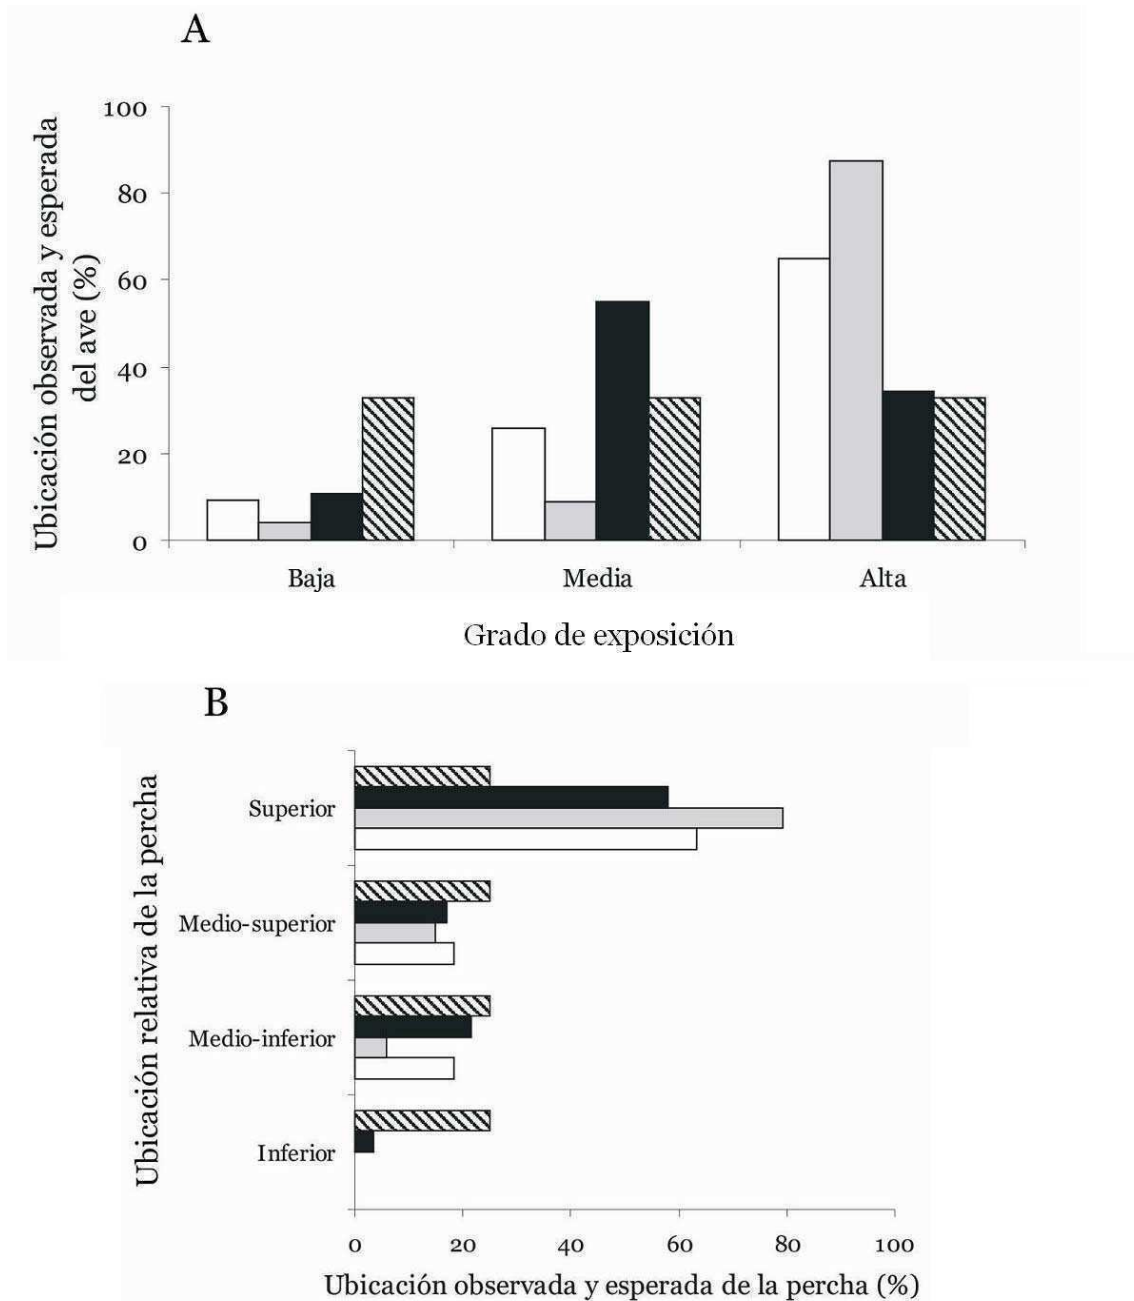 A
Ubicación observada y esperada
del ave (%)
100
80
60
40
20
0
Baja Media Alta
Grado de exposición
B
Ubicación relativa de la percha
Superior
Medio-superior
Medio-inferior
Inferior
0 20 40 60 80 100
Ubicación observada y esperada de la percha (%)